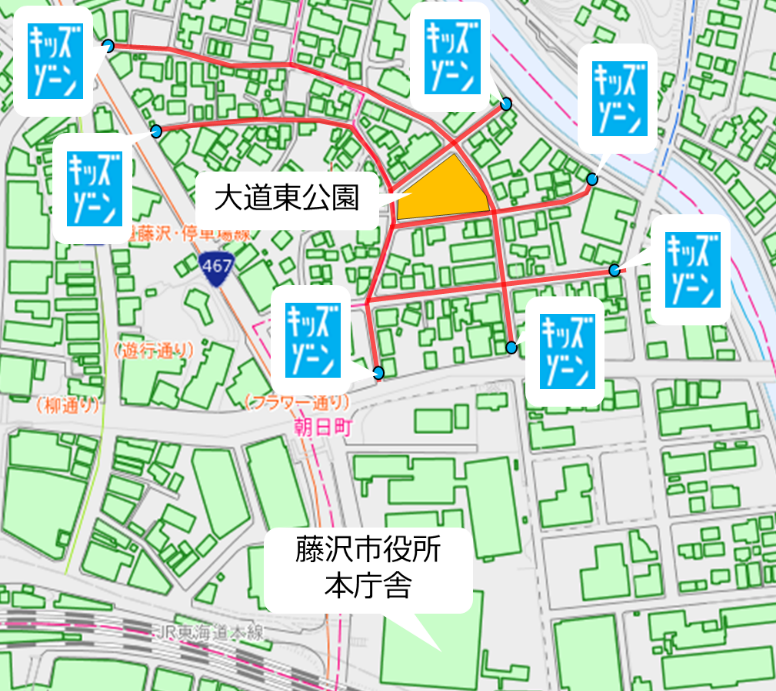 キッズ
ゾーン
キッズ
ゾーン
キッズ
ゾーン
キッズ
ゾーン
大道東公園
藤沢・停車場線
467
キッズ
ゾーン
キッズ
ゾーン
キッズ
ゾーン
(遊行通り)
(柳通り)
(フラワー通り)
朝日町
藤沢市役所
本庁舎
JR東海道本線